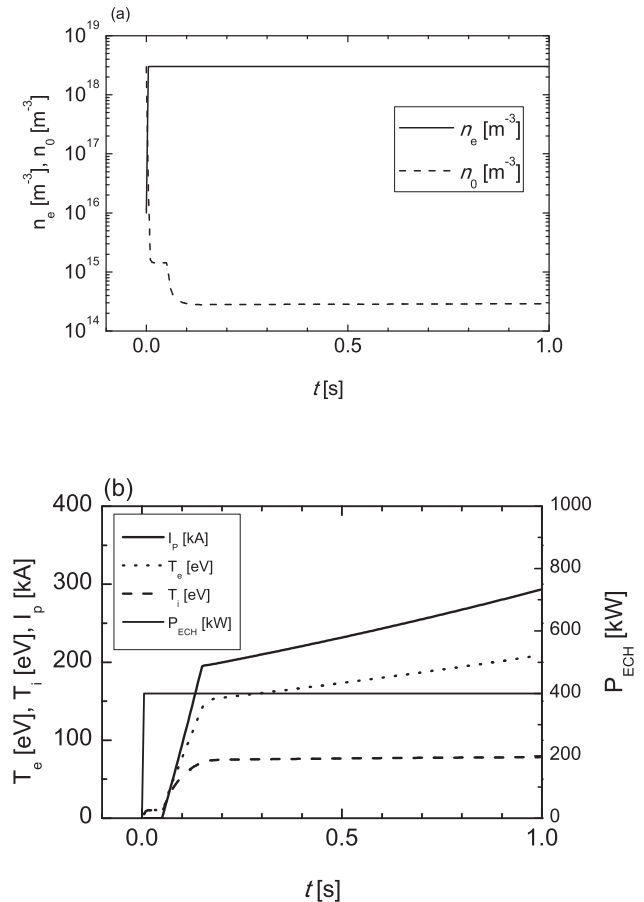 (a)
10^19
10^18
10^17
10^16
10^15
10^14
n_e [m^-3], n_0 [m^-3]
n_e [m^-3]
n_0 [m^-3]
0.0 0.5 1.0
t [s]
(b)
400
300
200
100
0
T_e [eV], T_i [eV], I_p [kA]
I_P [kA]
T_e [eV]
T_i [eV]
P_ECH [kW]
1000
800
600
400
200
0
P_ECH [kW]
0.0 0.5 1.0
t [s]